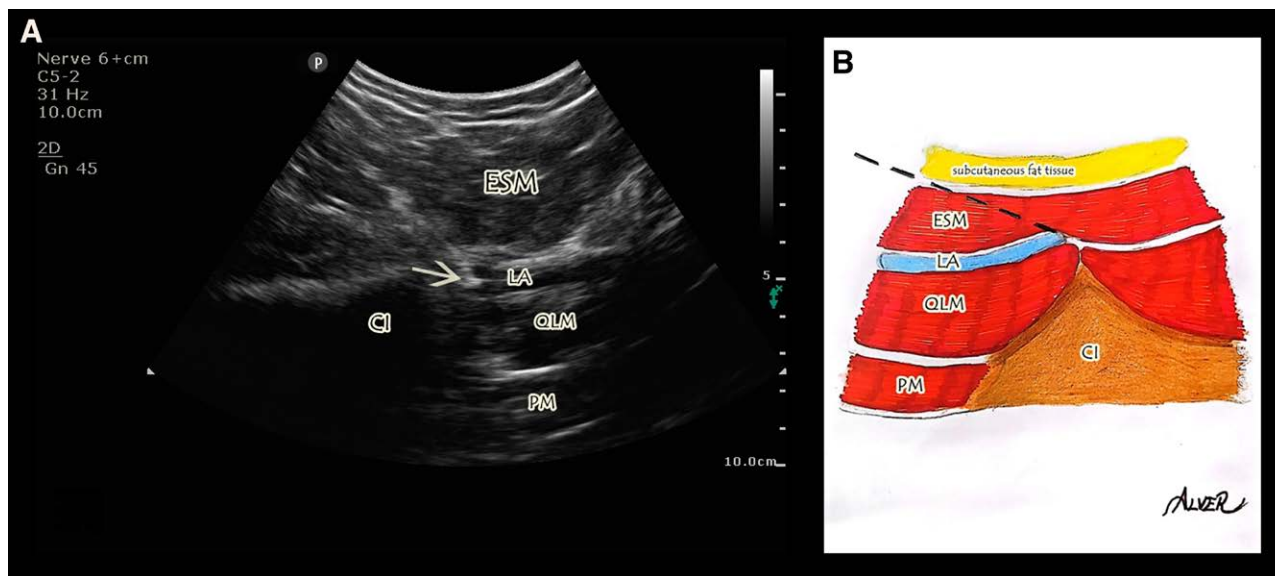 A
Nerve 6+cm
C5-2
31 Hz
10.0cm
2D
Gn 45
P
ESM
LA
CI
QLM
PM
5
x
10.0cm
B
subcutaneous fat tissue
ESM
LA
QLM
CI
PM
ALVER